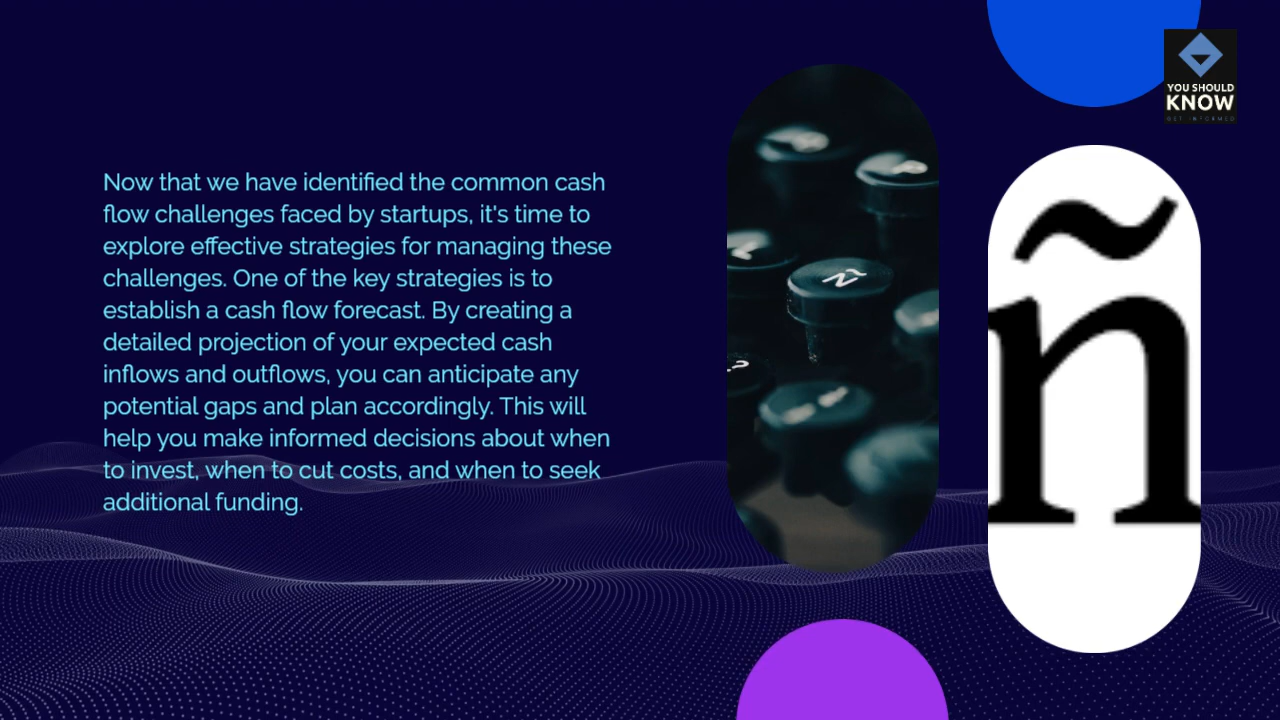 Now that we have identified the common cash
flow challenges faced by startups, it's time to
explore effective strategies for managing these
challenges. One of the key strategies is to
establish a cash flow forecast. By creating a
detailed projection of your expected cash
inflows and outflows, you can anticipate any
potential gaps and plan accordingly. This will
help you make informed decisions about when
to invest, when to cut costs, and when to seek
additional funding.
YOU SHOULD
KNOW
GET INFORMED
Ñ
ñ